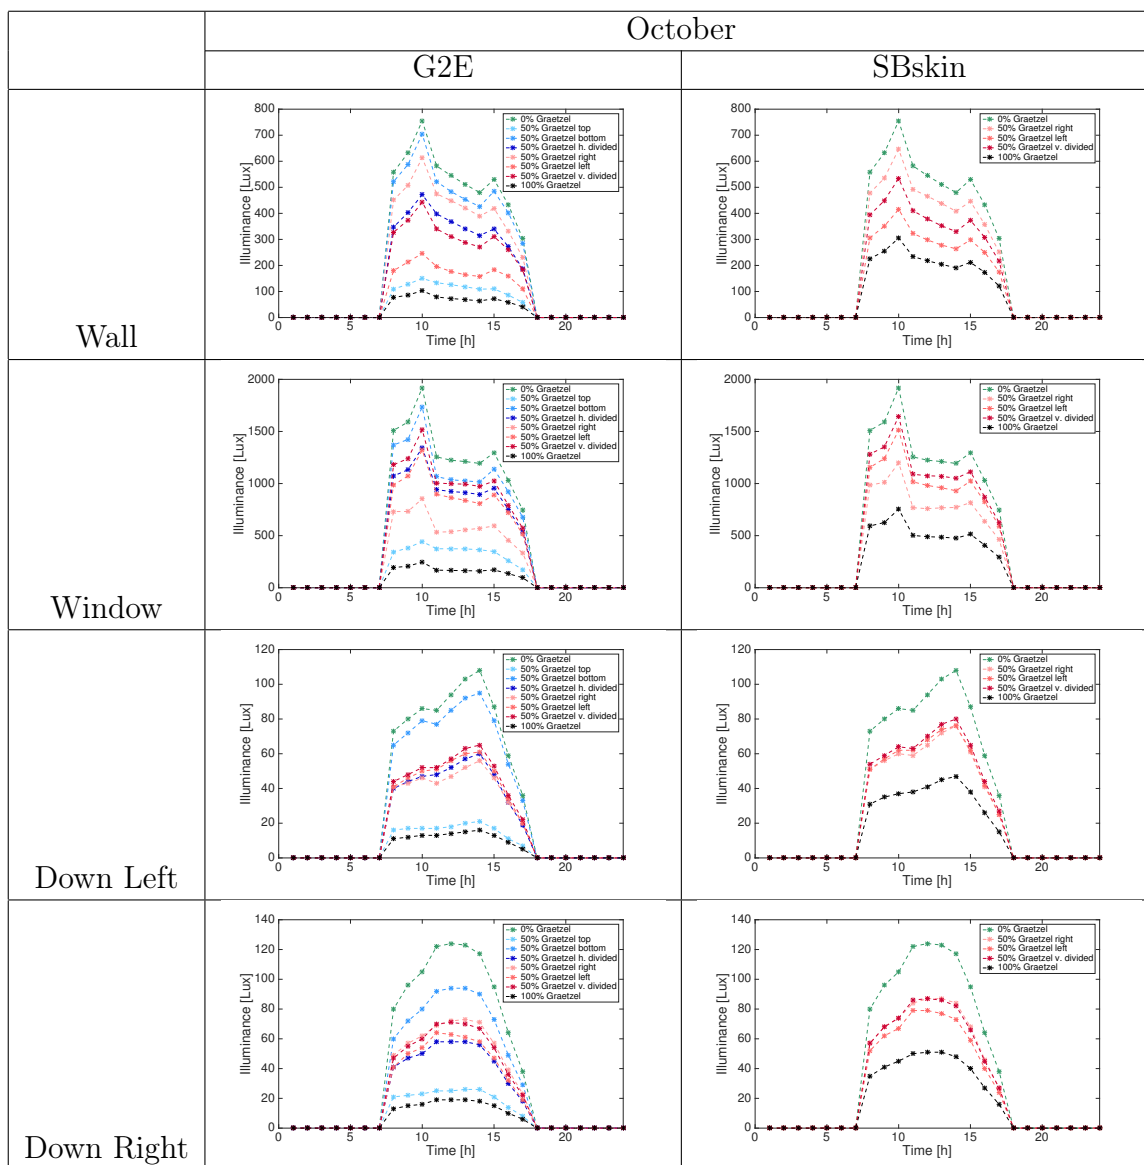 October
G2E
SBskin
Wall
800
700
600
500
400
300
200
100
0
0
5
10
15
20
Illuminance [Lux]
Time [h]
0% Graetzel
50% Graetzel top
50% Graetzel bottom
50% Graetzel h. divided
50% Graetzel right
50% Graetzel left
50% Graetzel v. divided
100% Graetzel
800
700
600
500
400
300
200
100
0
0
5
10
15
20
Illuminance [Lux]
Time [h]
0% Graetzel
50% Graetzel right
50% Graetzel left
50% Graetzel v. divided
100% Graetzel
Window
2000
1500
1000
500
0
0
5
10
15
20
Illuminance [Lux]
Time [h]
0% Graetzel
50% Graetzel top
50% Graetzel bottom
50% Graetzel h. divided
50% Graetzel right
50% Graetzel left
50% Graetzel v. divided
100% Graetzel
2000
1500
1000
500
0
0
5
10
15
20
Illuminance [Lux]
Time [h]
0% Graetzel
50% Graetzel right
50% Graetzel left
50% Graetzel v. divided
100% Graetzel
Down Left
120
100
80
60
40
20
0
0
5
10
15
20
Illuminance [Lux]
Time [h]
0% Graetzel
50% Graetzel top
50% Graetzel bottom
50% Graetzel h. divided
50% Graetzel right
50% Graetzel left
50% Graetzel v. divided
100% Graetzel
120
100
80
60
40
20
0
0
5
10
15
20
Illuminance [Lux]
Time [h]
0% Graetzel
50% Graetzel right
50% Graetzel left
50% Graetzel v. divided
100% Graetzel
Down Right
140
120
100
80
60
40
20
0
0
5
10
15
20
Illuminance [Lux]
Time [h]
0% Graetzel
50% Graetzel top
50% Graetzel bottom
50% Graetzel h. divided
50% Graetzel right
50% Graetzel left
50% Graetzel v. divided
100% Graetzel
140
120
100
80
60
40
20
0
0
5
10
15
20
Illuminance [Lux]
Time [h]
0% Graetzel
50% Graetzel right
50% Graetzel left
50% Graetzel v. divided
100% Graetzel